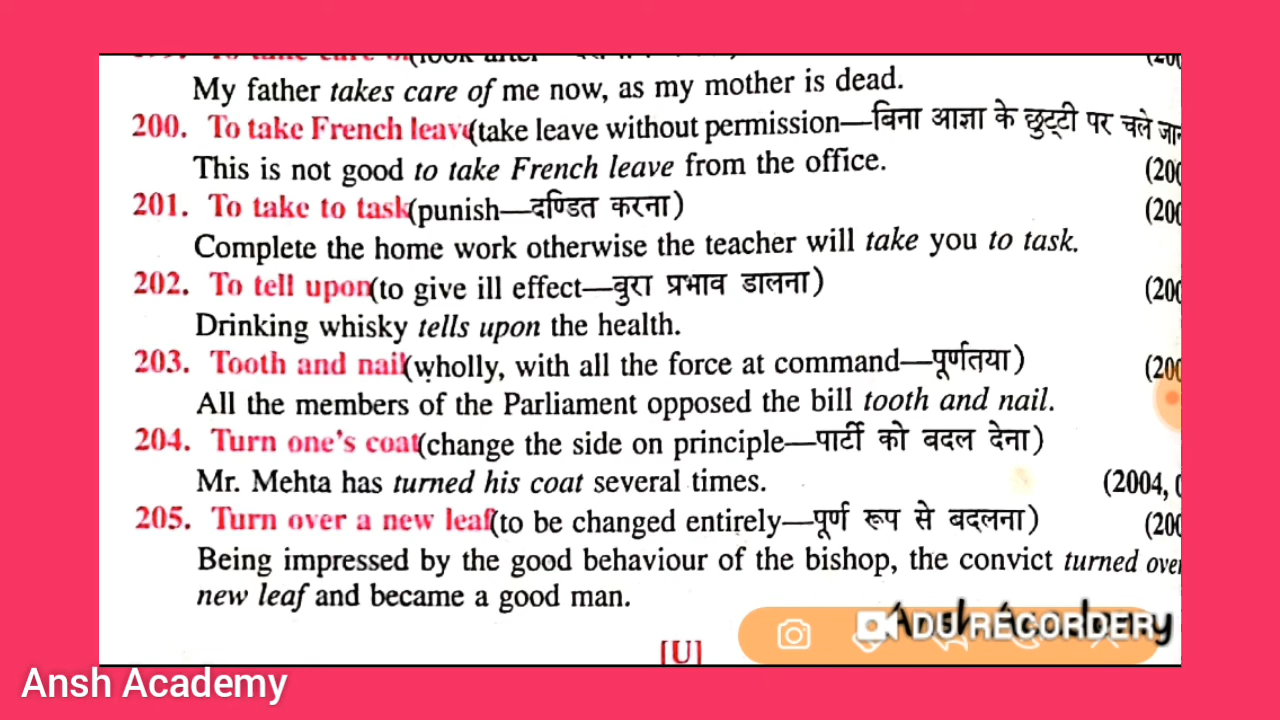 My father takes care of me now, as my mother is dead.
200. To take French leave(take leave without permission—बिना आज्ञा के छुट्टी पर चले
This is not good to take French leave from the office.
201. To take to task(punish—दण्डित करना)
Complete the home work otherwise the teacher will take you to task.
202. To tell upon(to give ill effect—बुरा प्रभाव डालना)
Drinking whisky tells upon the health.
203. Tooth and nail(wholly, with all the force at command—पूर्णतया)
All the members of the Parliament opposed the bill tooth and nail.
204. Turn one's coat(change the side on principle—पार्टी को बदल देना)
Mr. Mehta has turned his coat several times. (2004,
205. Turn over a new leaf(to be changed entirely—पूर्ण रूप से बदलना)
Being impressed by the good behaviour of the bishop, the convict turned over
new leaf and became a good man.
[U]
Ansh Academy
DU RECORDER
Ansh Academy